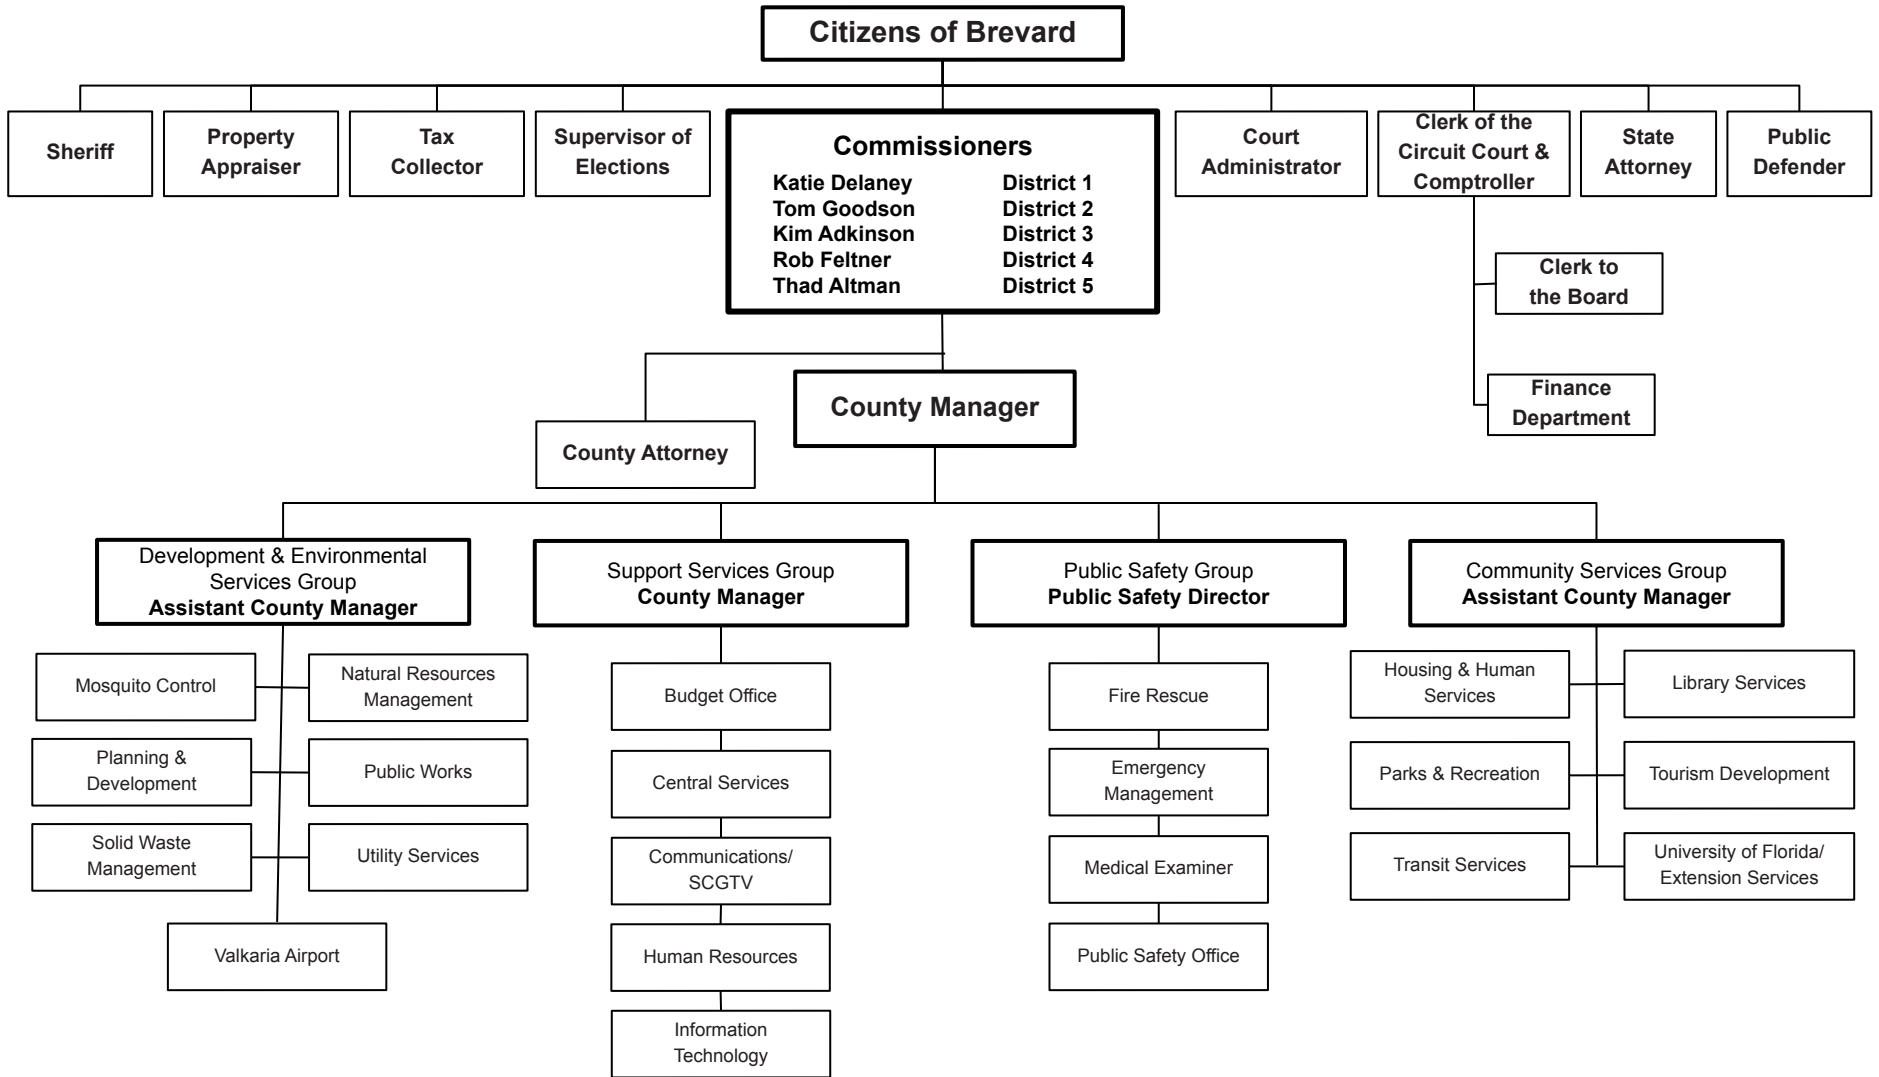 Citizens of Brevard
Sheriff
Property
Appraiser
Tax
Collector
Supervisor of
Elections
Commissioners
Katie Delaney District 1
Tom Goodson District 2
Kim Adkinson District 3
Rob Feltner District 4
Thad Altman District 5
Court
Administrator
Clerk of the
Circuit Court &
Comptroller
State
Attorney
Public
Defender
Clerk to
the Board
Finance
Department
County Manager
County Attorney
Development & Environmental
Services Group
Assistant County Manager
Support Services Group
County Manager
Public Safety Group
Public Safety Director
Community Services Group
Assistant County Manager
Mosquito Control
Natural Resources
Management
Planning &
Development
Public Works
Solid Waste
Management
Utility Services
Valkaria Airport
Budget Office
Central Services
Communications/
SCGTV
Human Resources
Information
Technology
Fire Rescue
Emergency
Management
Medical Examiner
Public Safety Office
Housing & Human
Services
Library Services
Parks & Recreation
Tourism Development
Transit Services
University of Florida/
Extension Services